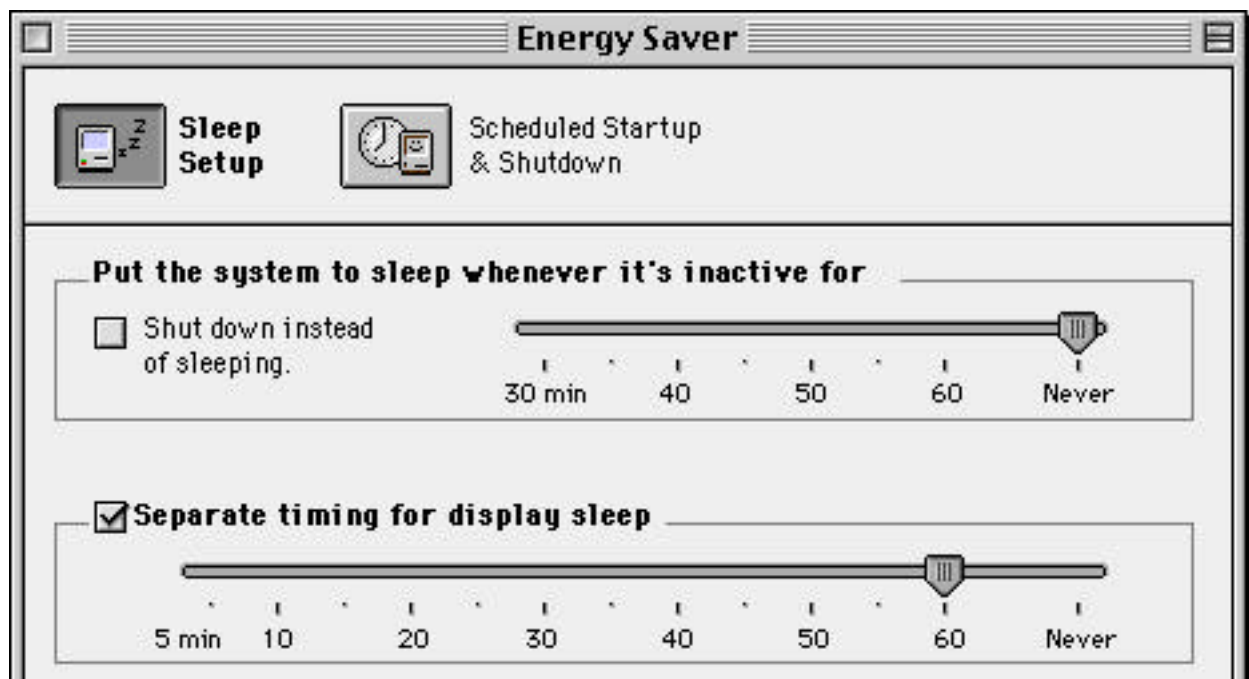 Energy Saver
Sleep
Setup
Scheduled Startup
& Shutdown
Put the system to sleep whenever it's inactive for
Shut down instead
of sleeping.
30 min 40 50 60 Never
Separate timing for display sleep
5 min 10 20 30 40 50 60 Never